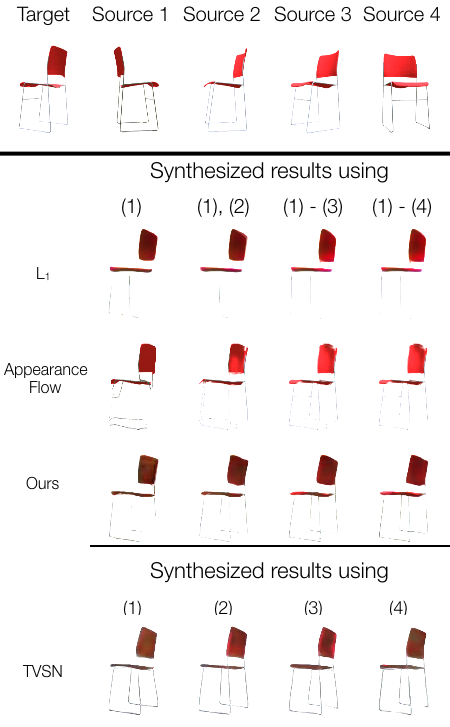 Target Source 1 Source 2 Source 3 Source 4
Synthesized results using
(1) (1), (2) (1) - (3) (1) - (4)
L₁
Appearance
Flow
Ours
Synthesized results using
(1) (2) (3) (4)
TVSN